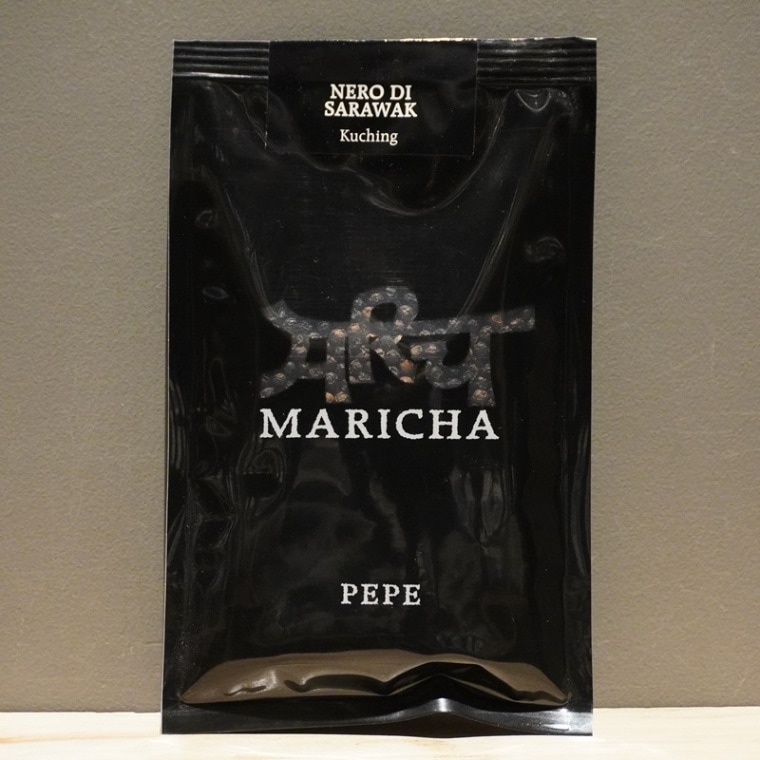 NERO DI
SARAWAK
Kuching
मरिच
MARICHA
PEPE